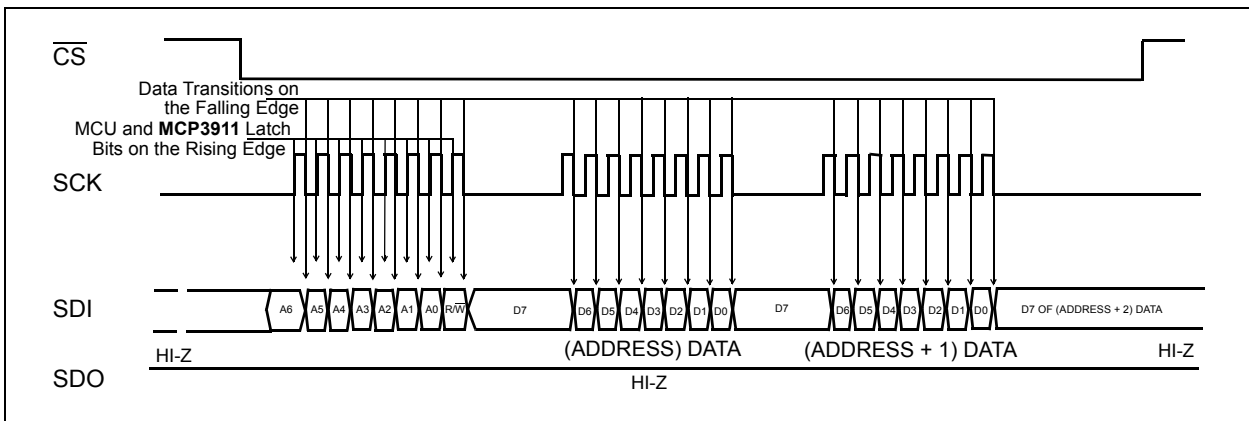 CS
Data Transitions on
the Falling Edge
MCU and MCP3911 Latch
Bits on the Rising Edge
SCK
SDI A6 A5 A4 A3 A2 A1 A0 R/W D7 D6 D5 D4 D3 D2 D1 D0 D7 D6 D5 D4 D3 D2 D1 D0 D7 OF (ADDRESS + 2) DATA
HI-Z (ADDRESS) DATA (ADDRESS + 1) DATA HI-Z
SDO HI-Z